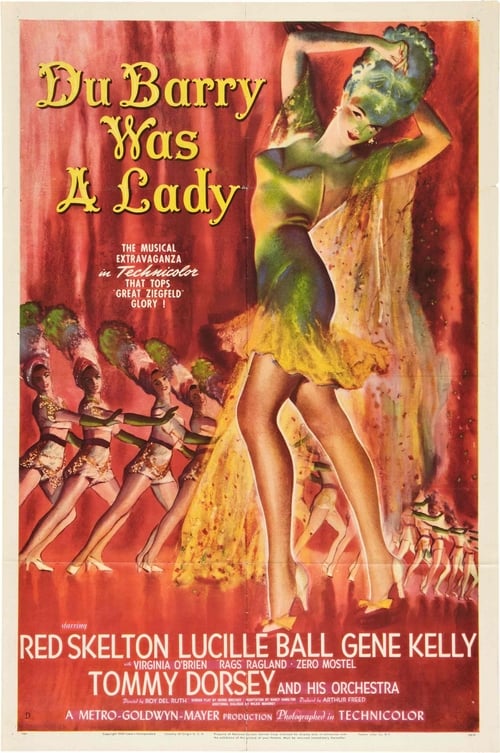 Du Barry
Was
A Lady
THE MUSICAL
EXTRAVAGANZA
in Technicolor
THAT TOPS
"GREAT ZIEGFELD"
GLORY !
starring
RED SKELTON LUCILLE BALL GENE KELLY
with VIRGINIA O'BRIEN · RAGS RAGLAND · ZERO MOSTEL
TOMMY DORSEY AND HIS ORCHESTRA
Directed by ROY DEL RUTH Produced by ARTHUR FREED
A METRO-GOLDWYN-MAYER PRODUCTION Photographed in TECHNICOLOR
D